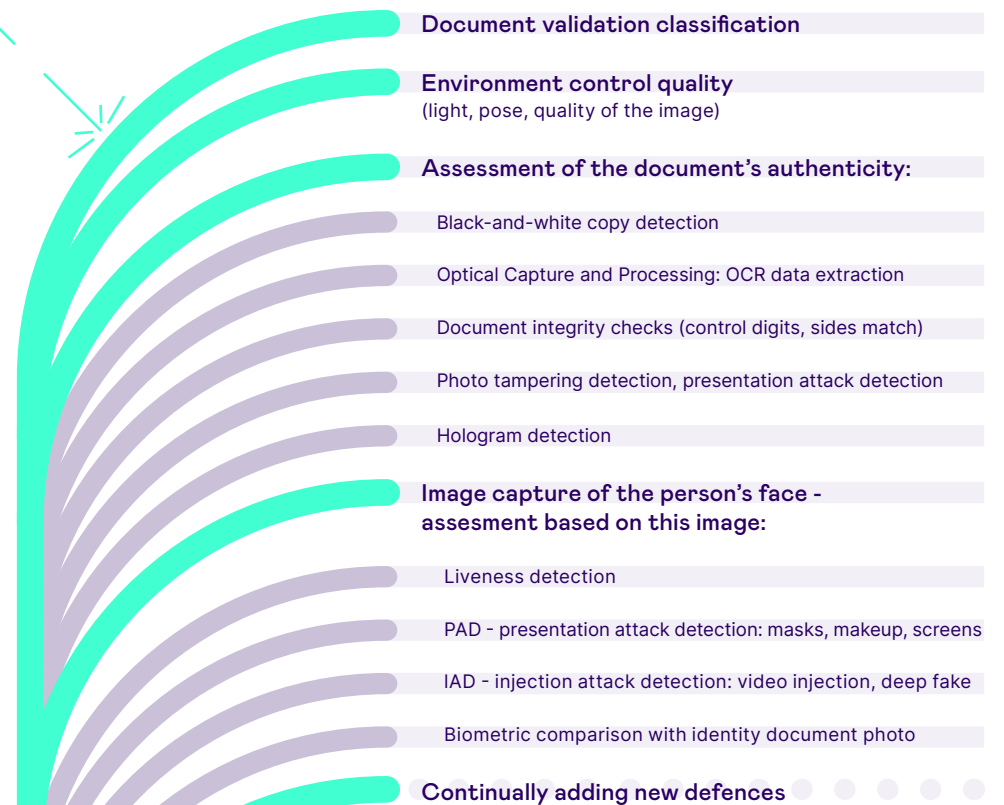 Document validation classification
Environment control quality
(light, pose, quality of the image)
Assessment of the document’s authenticity:
Black-and-white copy detection
Optical Capture and Processing: OCR data extraction
Document integrity checks (control digits, sides match)
Photo tampering detection, presentation attack detection
Hologram detection
Image capture of the person’s face -
assesment based on this image:
Liveness detection
PAD - presentation attack detection: masks, makeup, screens
IAD - injection attack detection: video injection, deep fake
Biometric comparison with identity document photo
Continually adding new defences